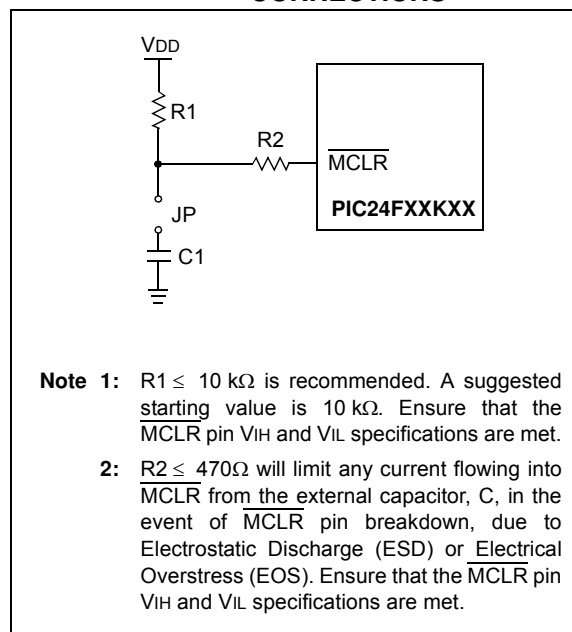 VDD
R1
R2
MCLR
PIC24FXXKXX
JP
C1
Note 1: R1 ≤ 10 kΩ is recommended. A suggested
starting value is 10 kΩ. Ensure that the
MCLR pin VIH and VIL specifications are met.
2: R2 ≤ 470Ω will limit any current flowing into
MCLR from the external capacitor, C, in the
event of MCLR pin breakdown, due to
Electrostatic Discharge (ESD) or Electrical
Overstress (EOS). Ensure that the MCLR pin
VIH and VIL specifications are met.